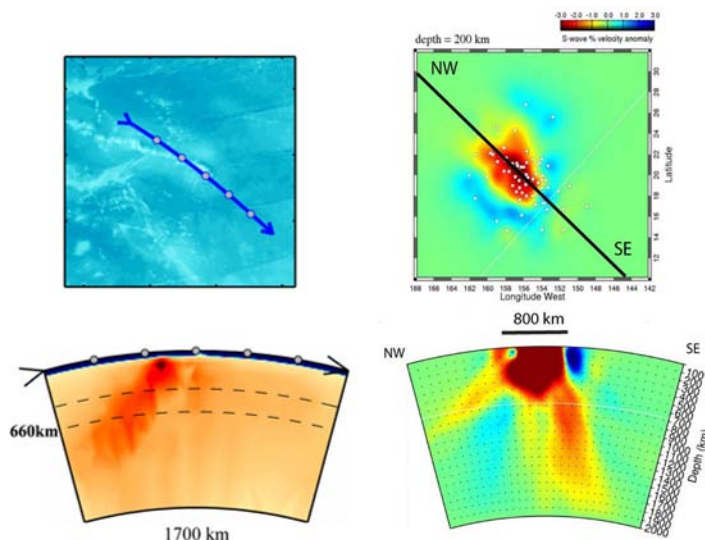 -3.0 -2.0 -1.0 0.0 1.0 2.0 3.0
S-wave % velocity anomaly
depth = 200 km
NW
SE
30 28 26 24 22 20 18 16 14 12
Latitude
168 166 164 162 160 158 156 154 152 150 148 146 144 142
Longitude West
800 km
NW
SE
100
Depth (km)
2000
660km
1700 km